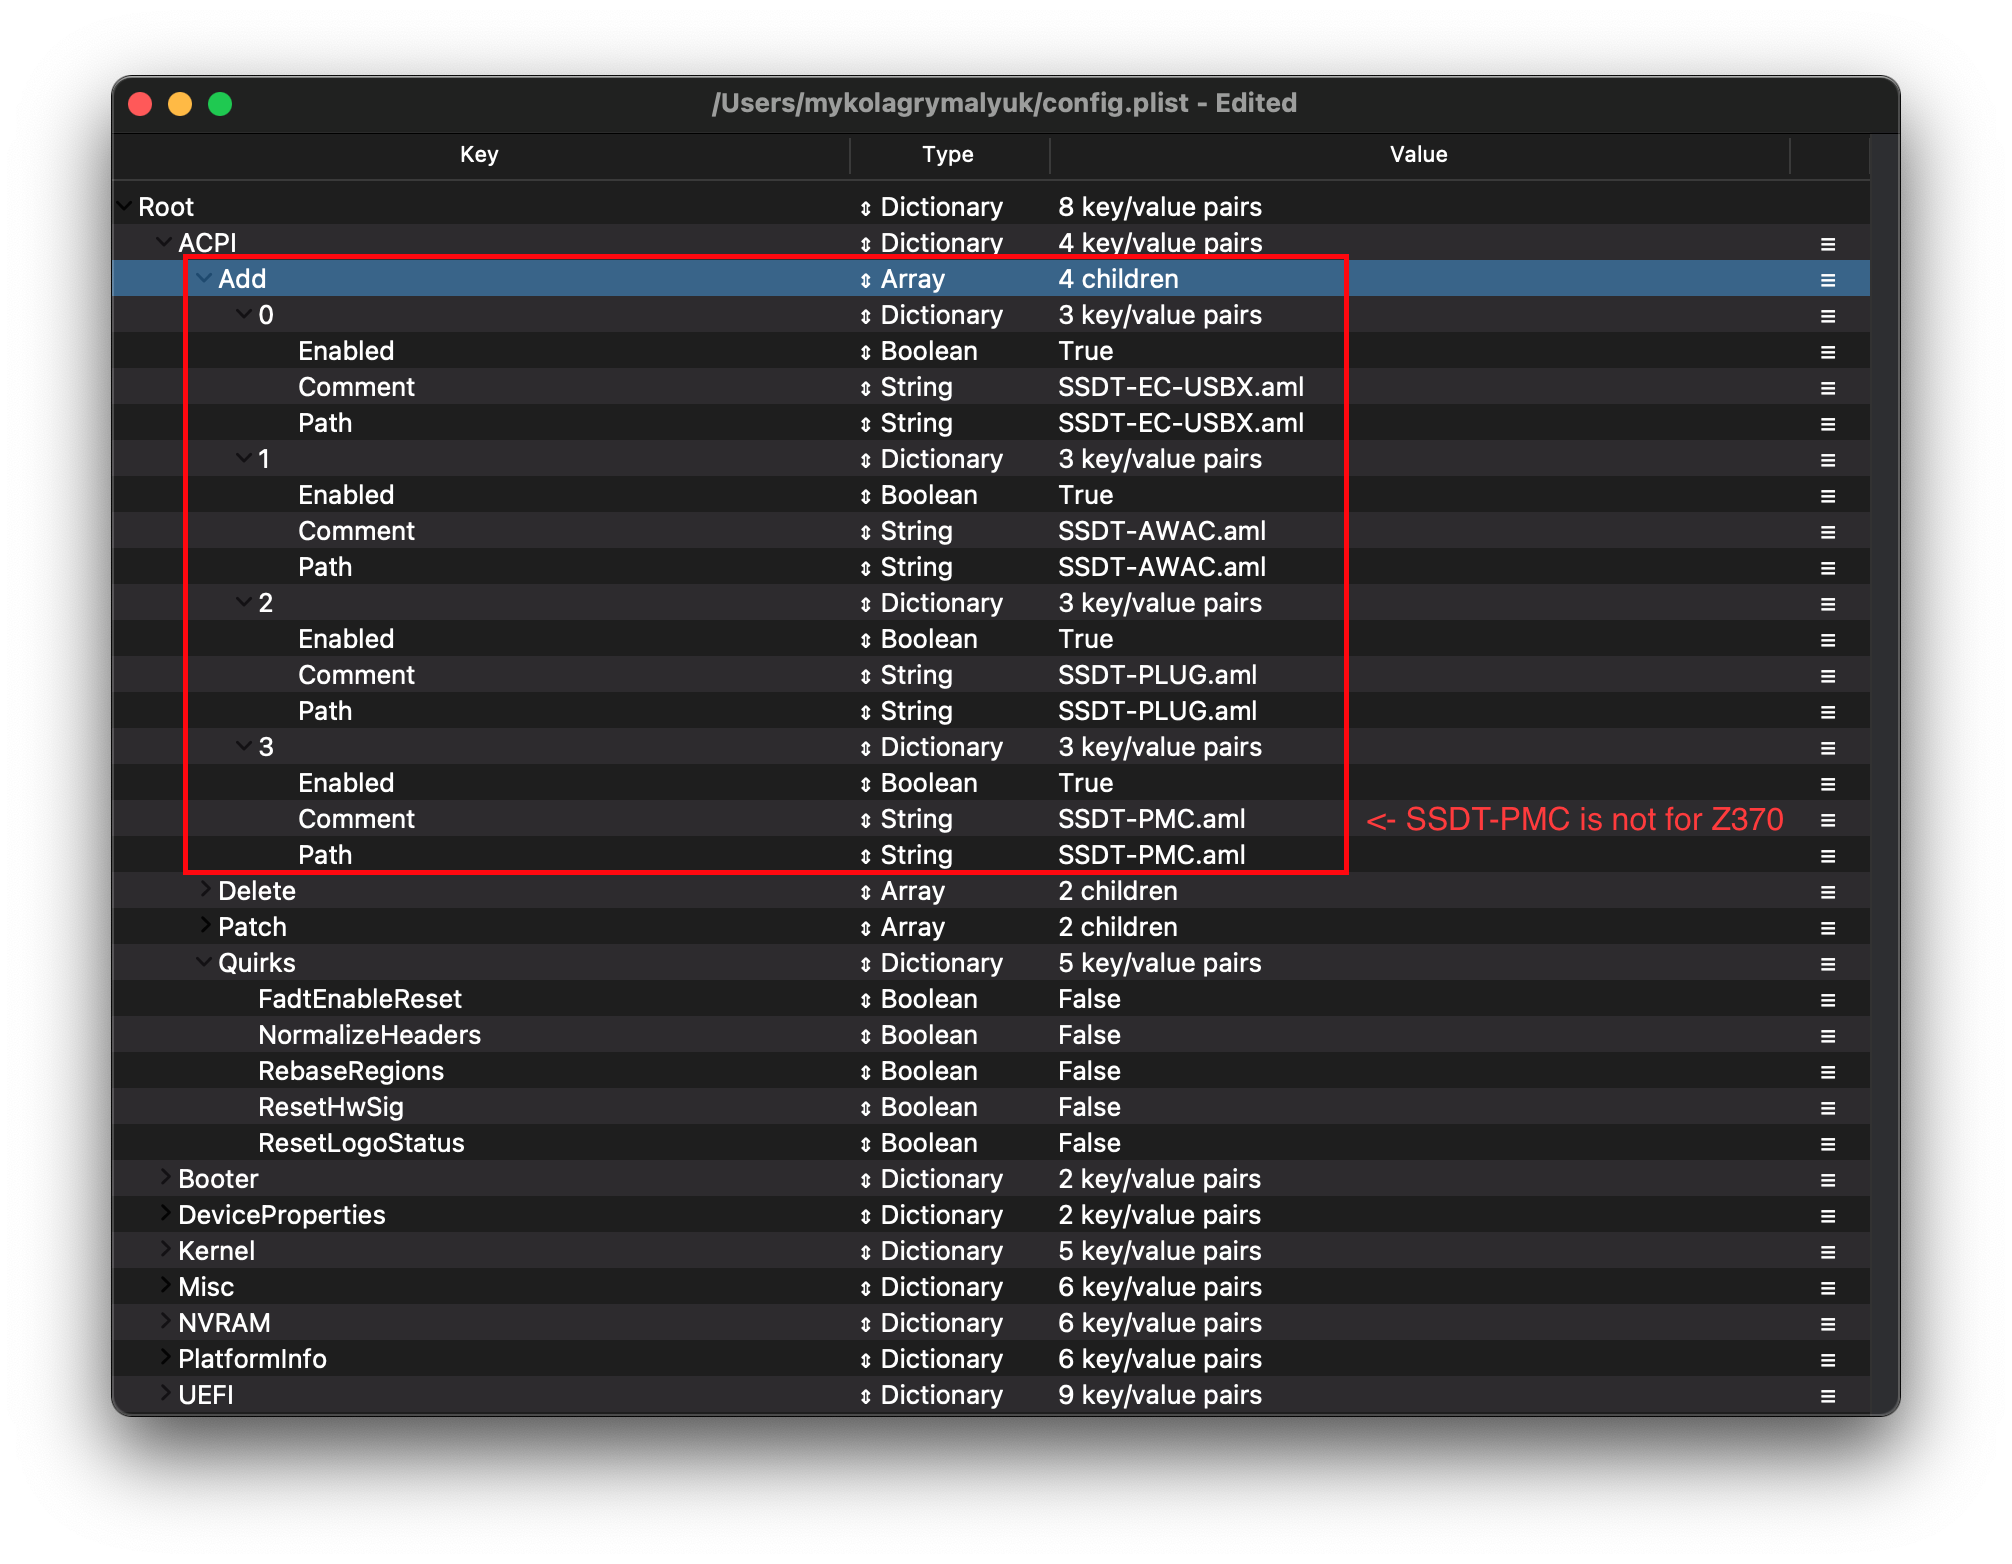 /Users/mykolagrymalyuk/config.plist - Edited
Key Type Value
Root Dictionary 8 key/value pairs
ACPI Dictionary 4 key/value pairs
Add Array 4 children
0 Dictionary 3 key/value pairs
Enabled Boolean True
Comment String SSDT-EC-USBX.aml
Path String SSDT-EC-USBX.aml
1 Dictionary 3 key/value pairs
Enabled Boolean True
Comment String SSDT-AWAC.aml
Path String SSDT-AWAC.aml
2 Dictionary 3 key/value pairs
Enabled Boolean True
Comment String SSDT-PLUG.aml
Path String SSDT-PLUG.aml
3 Dictionary 3 key/value pairs
Enabled Boolean True
Comment String SSDT-PMC.aml <- SSDT-PMC is not for Z370
Path String SSDT-PMC.aml
Delete Array 2 children
Patch Array 2 children
Quirks Dictionary 5 key/value pairs
FadtEnableReset Boolean False
NormalizeHeaders Boolean False
RebaseRegions Boolean False
ResetHwSig Boolean False
ResetLogoStatus Boolean False
Booter Dictionary 2 key/value pairs
DeviceProperties Dictionary 2 key/value pairs
Kernel Dictionary 5 key/value pairs
Misc Dictionary 6 key/value pairs
NVRAM Dictionary 6 key/value pairs
PlatformInfo Dictionary 6 key/value pairs
UEFI Dictionary 9 key/value pairs